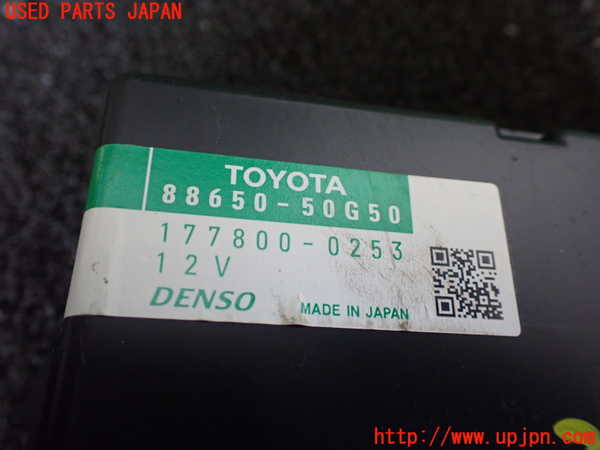 USED PARTS JAPAN
TOYOTA
88650-50G50
177800-0253
12V
DENSO MADE IN JAPAN
http://www.upjpn.com/